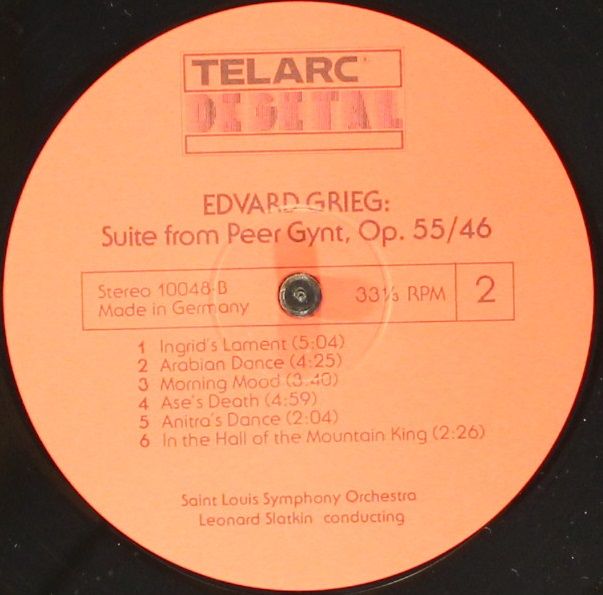 TELARC
DIGITAL
EDVARD GRIEG:
Suite from Peer Gynt, Op. 55/46
Stereo 10048-B
Made in Germany
33⅓ RPM
2
1 Ingrid's Lament (5:04)
2 Arabian Dance (4:25)
3 Morning Mood (3:40)
4 Ase's Death (4:59)
5 Anitra's Dance (2:04)
6 In the Hall of the Mountain King (2:26)
Saint Louis Symphony Orchestra
Leonard Slatkin conducting